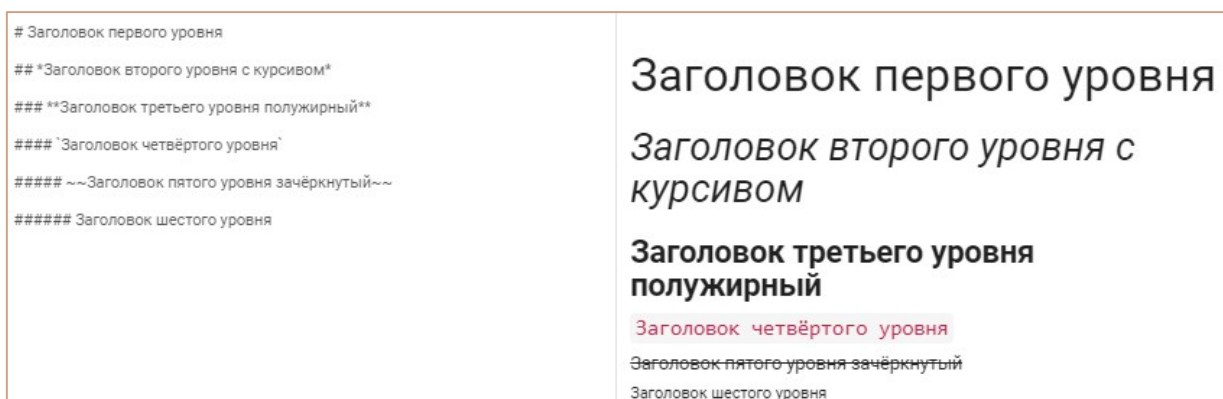 # Заголовок первого уровня
## *Заголовок второго уровня с курсивом*
### **Заголовок третьего уровня полужирный**
#### `Заголовок четвёртого уровня`
##### ~~Заголовок пятого уровня зачёркнутый~~
###### Заголовок шестого уровня
Заголовок первого уровня
Заголовок второго уровня с
курсивом
Заголовок третьего уровня
полужирный
Заголовок четвёртого уровня
Заголовок пятого уровня зачёркнутый
Заголовок шестого уровня